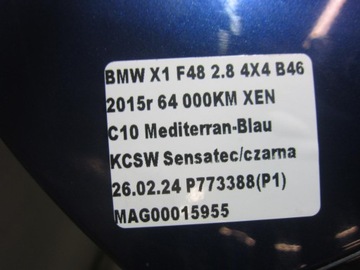 BMW X1 F48 2.8 4X4 B46
2015r 64 000KM XEN
C10 Mediterran-Blau
KCSW Sensatec/czarna
26.02.24 P773388(P1)
MAG00015955